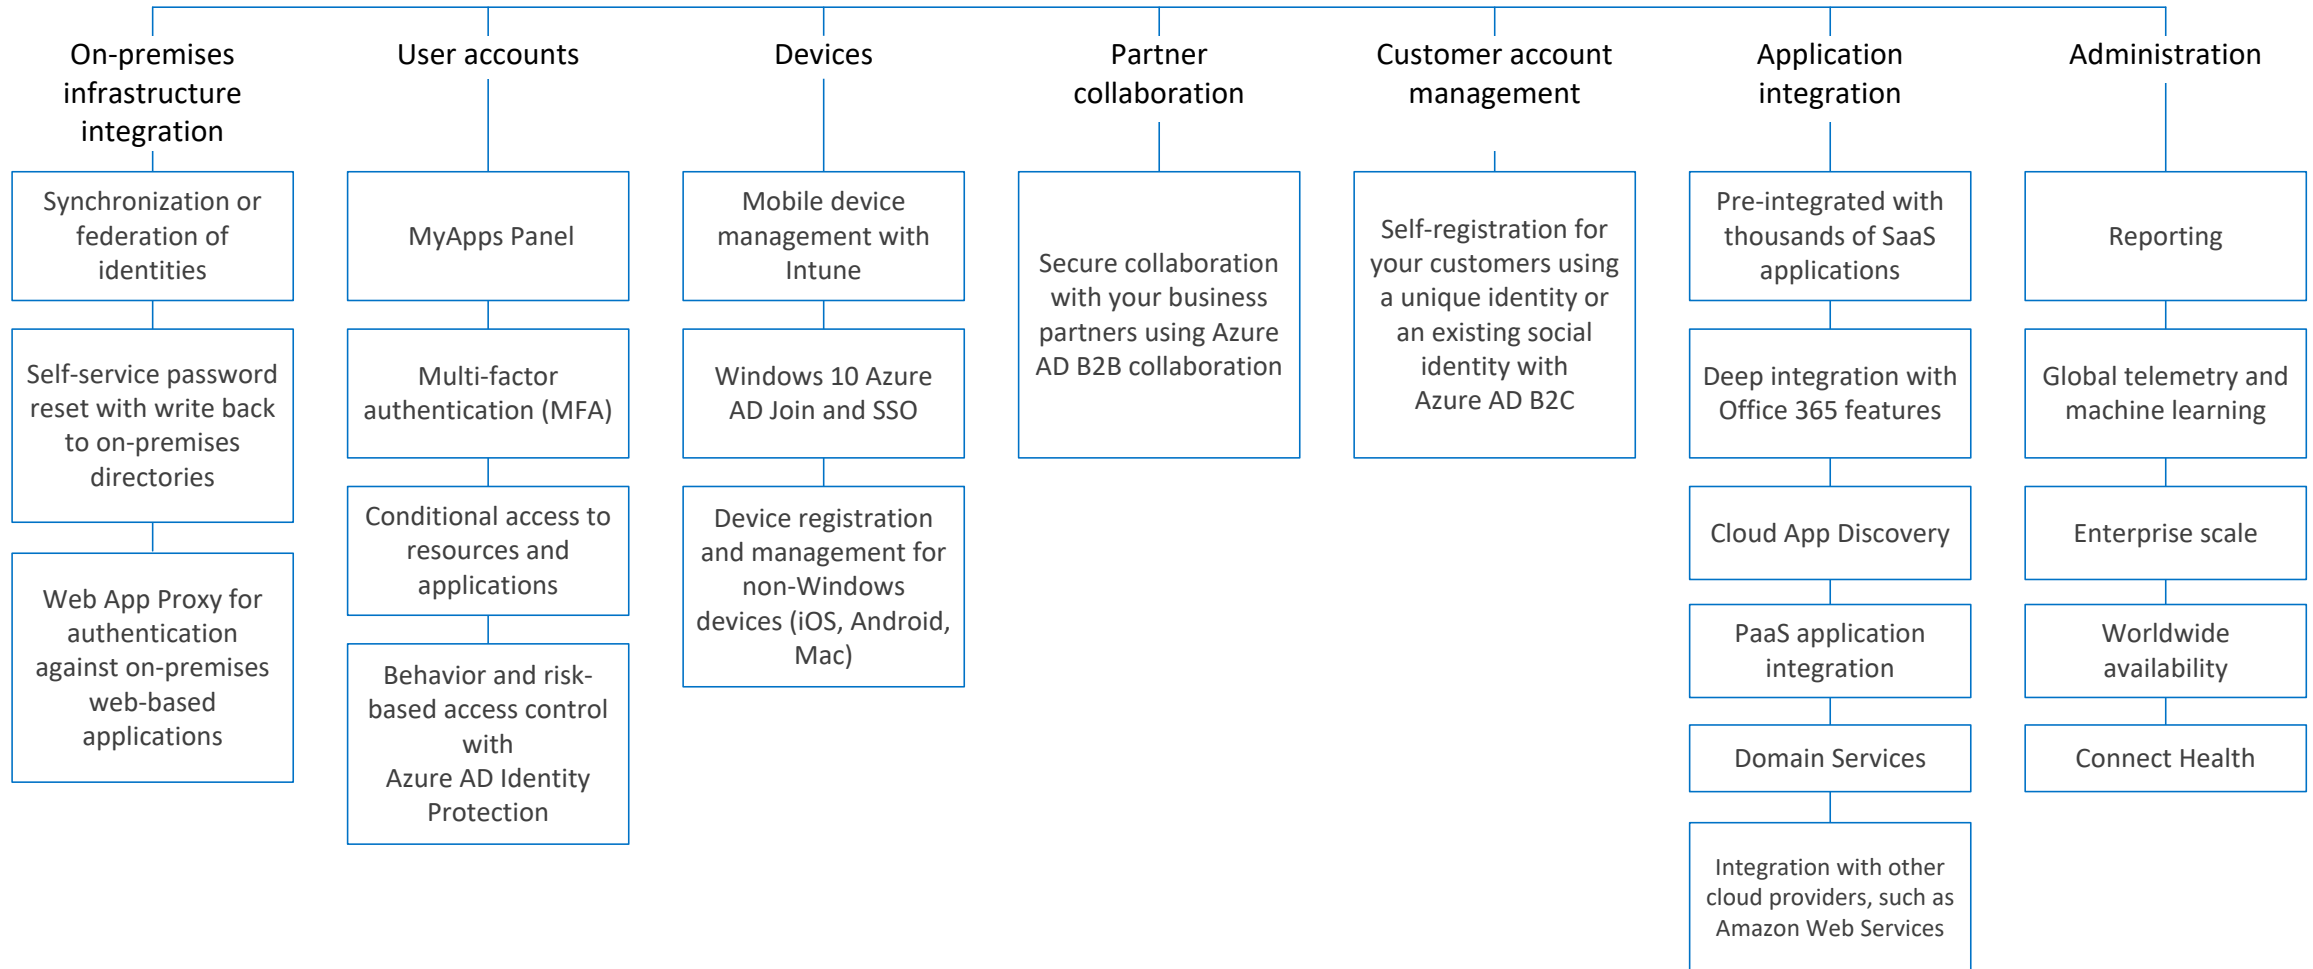 On-premises
infrastructure
integration
Synchronization or
federation of
identities
Self-service password
reset with write back
to on-premises
directories
Web App Proxy for
authentication
against on-premises
web-based
applications
User accounts
MyApps Panel
Multi-factor
authentication (MFA)
Conditional access to
resources and
applications
Behavior and risk-
based access control
with
Azure AD Identity
Protection
Devices
Mobile device
management with
Intune
Windows 10 Azure
AD Join and SSO
Device registration
and management for
non-Windows
devices (iOS, Android,
Mac)
Partner
collaboration
Secure collaboration
with your business
partners using Azure
AD B2B collaboration
Customer account
management
Self-registration for
your customers using
a unique identity or
an existing social
identity with
Azure AD B2C
Application
integration
Pre-integrated with
thousands of SaaS
applications
Deep integration with
Office 365 features
Cloud App Discovery
PaaS application
integration
Domain Services
Integration with other
cloud providers, such as
Amazon Web Services
Administration
Reporting
Global telemetry and
machine learning
Enterprise scale
Worldwide
availability
Connect Health